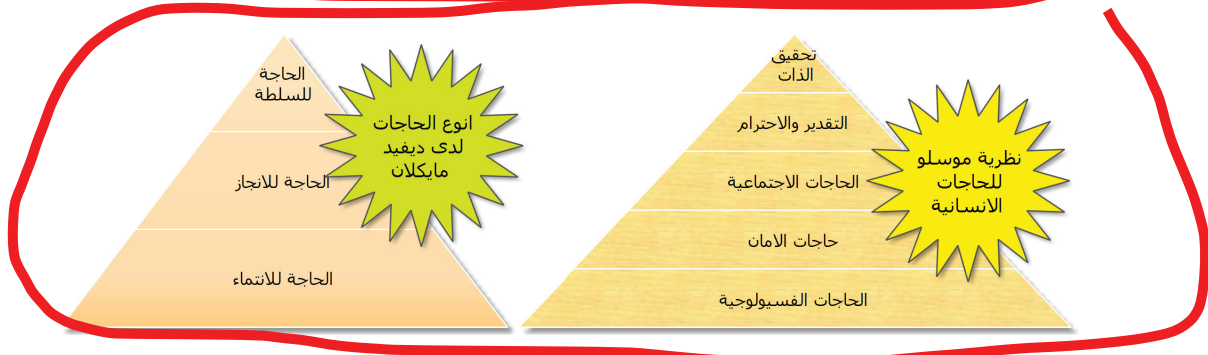 تحقيق
الذات
التقدير والاحترام
الحاجات الاجتماعية
حاجات الامان
الحاجات الفسيولوجية
نظرية موسلو
للحاجات
الانسانية
الحاجة
للسلطة
الحاجة للانجاز
الحاجة للانتماء
انوع الحاجات
لدى ديفيد
مايكلان